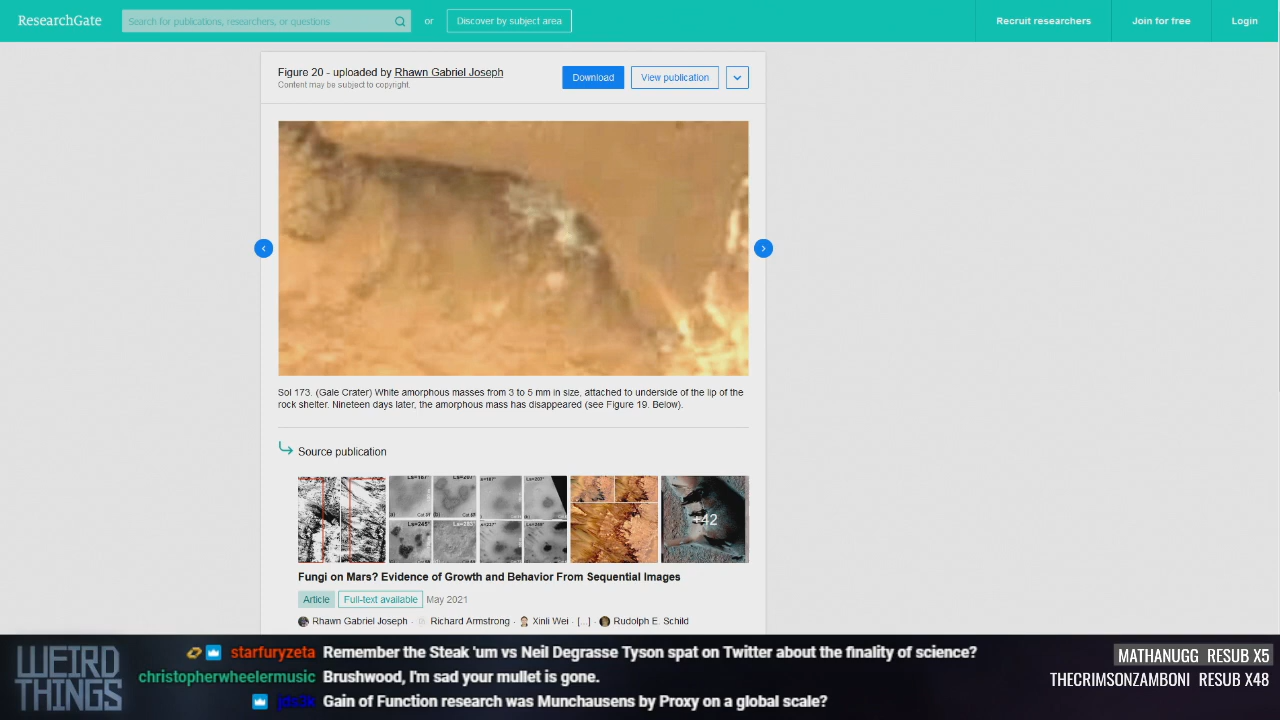 ResearchGate
Search for publications, researchers, or questions
or
Discover by subject area
Recruit researchers
Join for free
Login
Figure 20 - uploaded by Rhawn Gabriel Joseph
Content may be subject to copyright.
Download
View publication
Sol 173. (Gale Crater) White amorphous masses from 3 to 5 mm in size, attached to underside of the lip of the
rock shelter. Nineteen days later, the amorphous mass has disappeared (see Figure 19. Below).
Source publication
+42
Fungi on Mars? Evidence of Growth and Behavior From Sequential Images
Article
Full-text available
May 2021
Rhawn Gabriel Joseph · Richard Armstrong · Xinli Wei · [...] · Rudolph E. Schild
WEIRD
THINGS
starfuryzeta Remember the Steak 'um vs Neil Degrasse Tyson spat on Twitter about the finality of science?
christopherwheelermusic Brushwood, I'm sad your mullet is gone.
Gain of Function research was Munchausens by Proxy on a global scale?
MATHANUGG RESUB X5
THECRIMSONZAMBONI RESUB X48